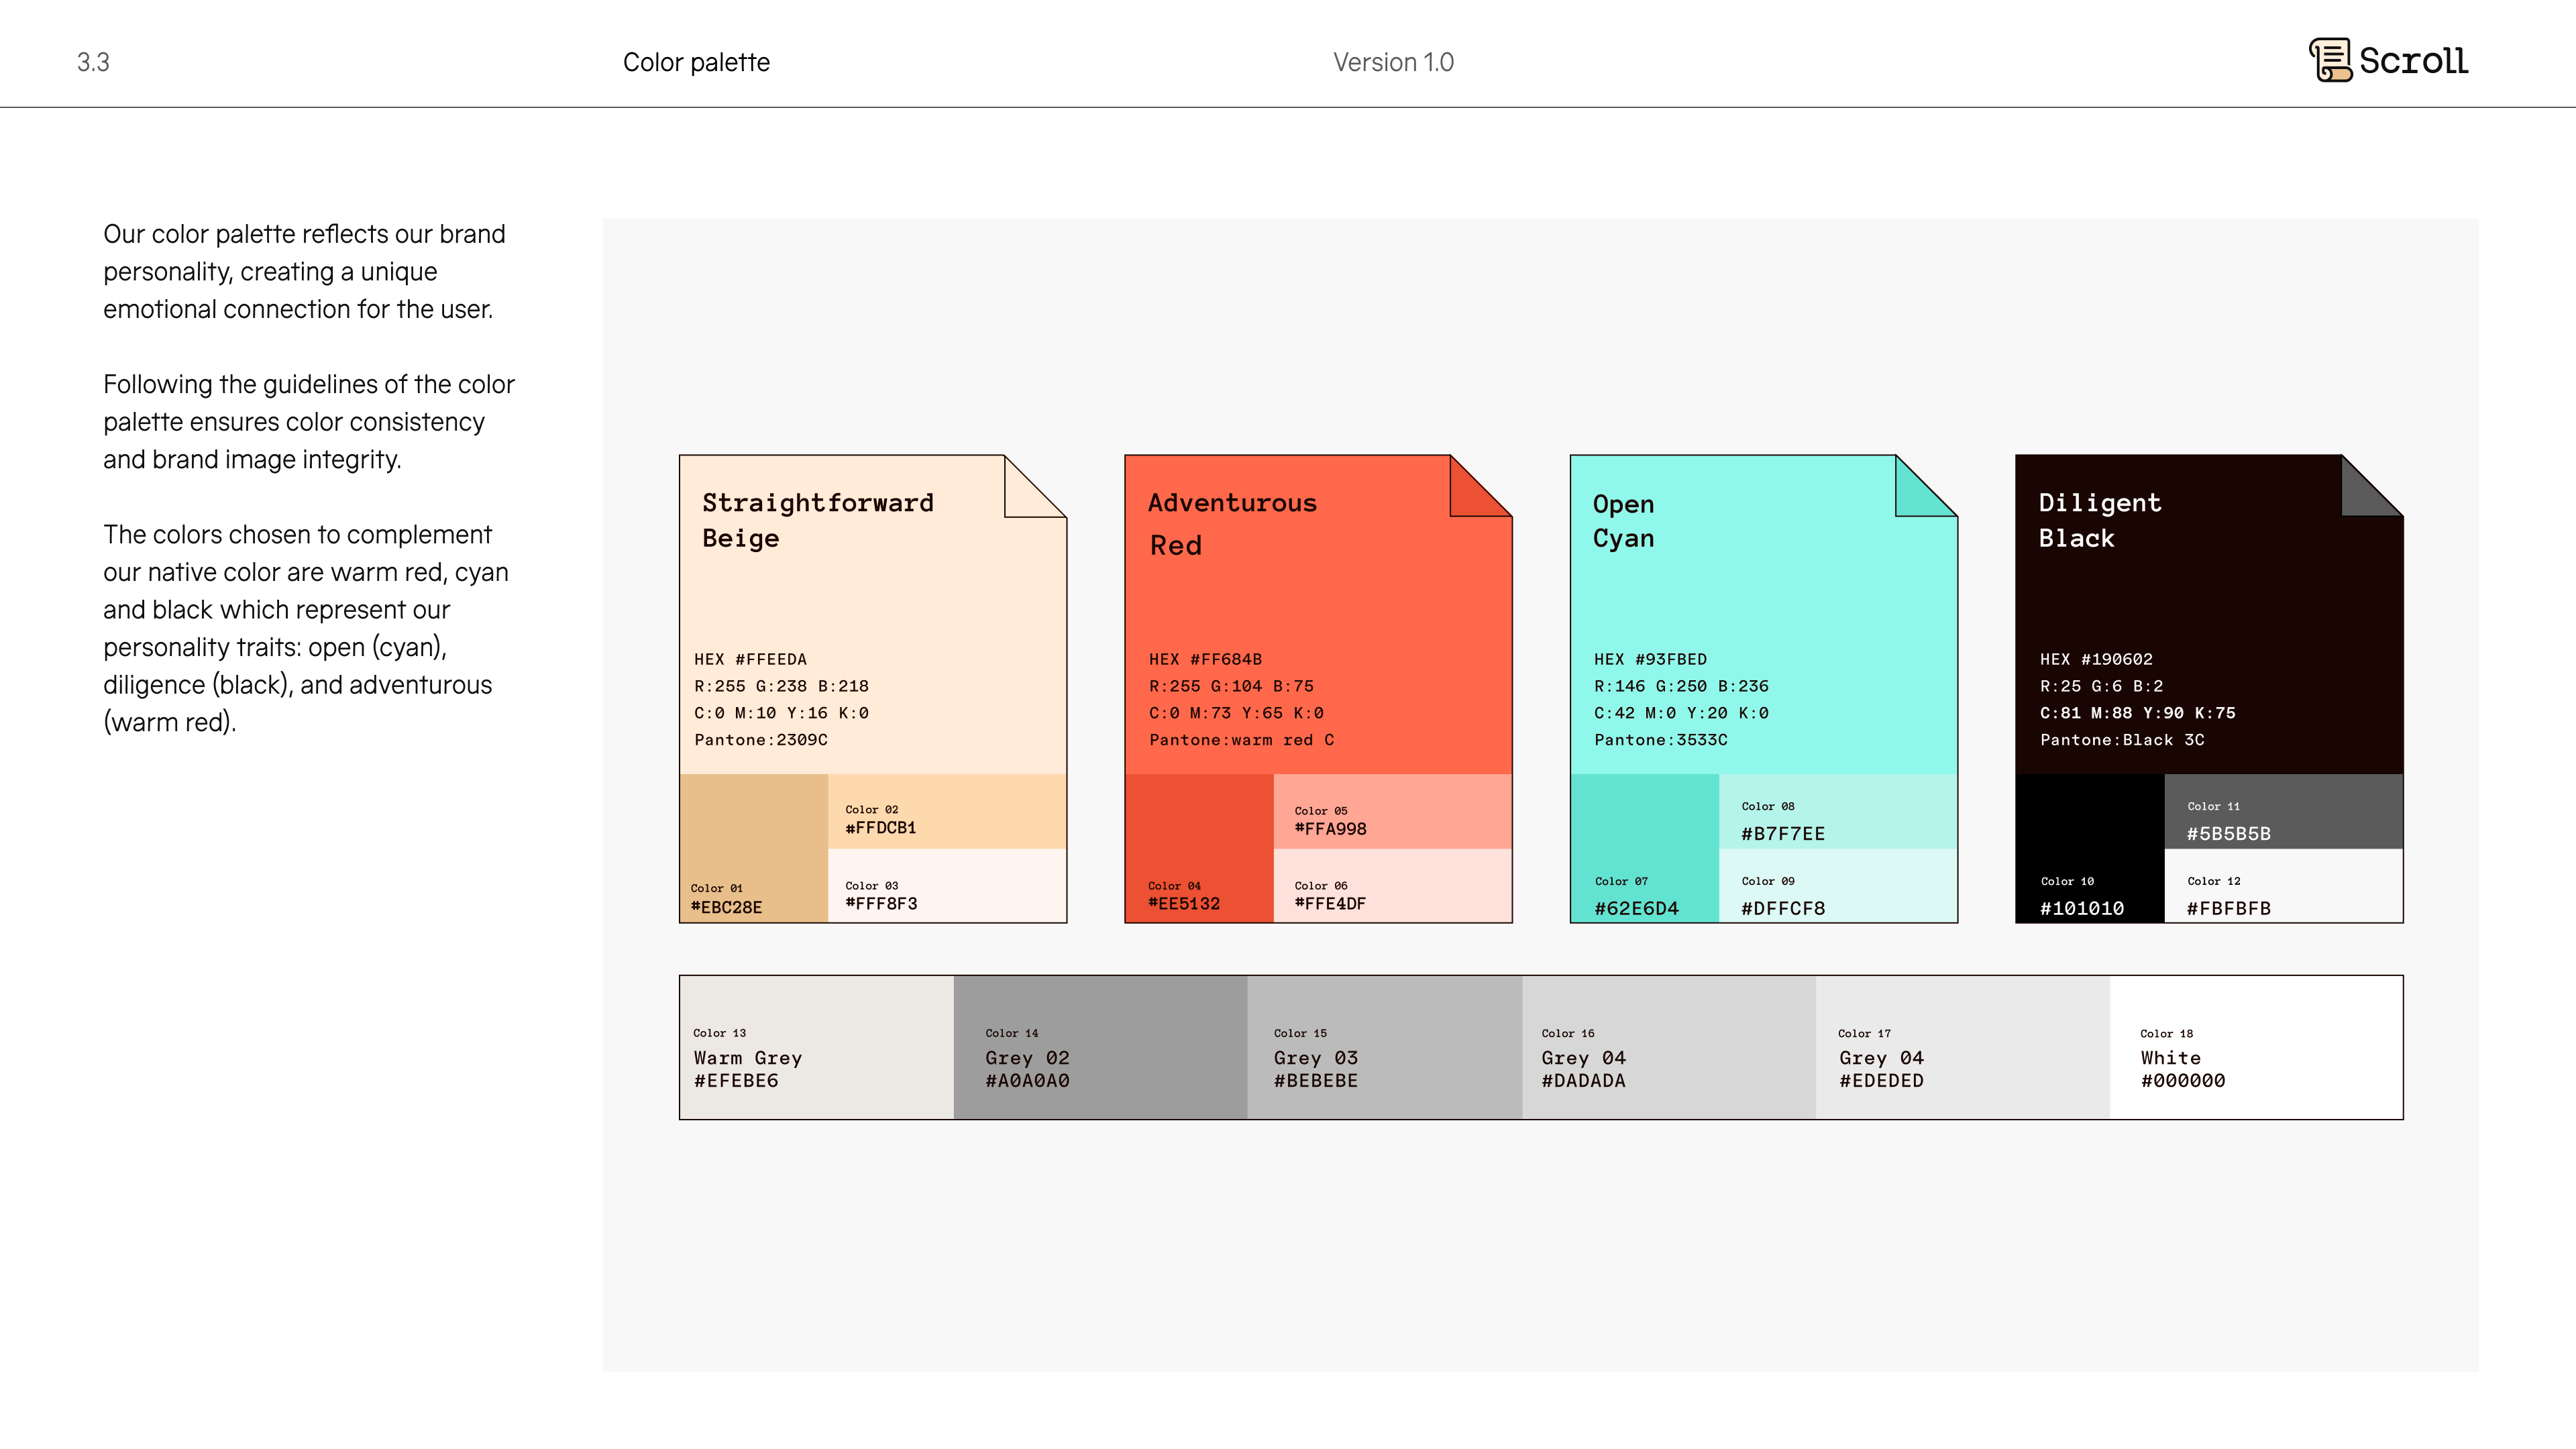 3.3
Color palette
Version 1.0
Scroll
Our color palette reflects our brand
personality, creating a unique
emotional connection for the user.
Following the guidelines of the color
palette ensures color consistency
and brand image integrity.
The colors chosen to complement
our native color are warm red, cyan
and black which represent our
personality traits: open (cyan),
diligence (black), and adventurous
(warm red).
Straightforward
Beige
HEX #FFEEDA
R:255 G:238 B:218
C:0 M:10 Y:16 K:0
Pantone:2309C
Color 01
#EBC28E
Color 02
#FFDCB1
Color 03
#FFF8F3
Adventurous
Red
HEX #FF684B
R:255 G:104 B:75
C:0 M:73 Y:65 K:0
Pantone:warm red C
Color 04
#EE5132
Color 05
#FFA998
Color 06
#FFE4DF
Open
Cyan
HEX #93FBED
R:146 G:250 B:236
C:42 M:0 Y:20 K:0
Pantone:3533C
Color 07
#62E6D4
Color 08
#B7F7EE
Color 09
#DFFCF8
Diligent
Black
HEX #190602
R:25 G:6 B:2
C:81 M:88 Y:90 K:75
Pantone:Black 3C
Color 10
#101010
Color 11
#5B5B5B
Color 12
#FBFBFB
Color 13
Warm Grey
#EFEBE6
Color 14
Grey 02
#A0A0A0
Color 15
Grey 03
#BEBEBE
Color 16
Grey 04
#DADADA
Color 17
Grey 04
#EDEDED
Color 18
White
#000000